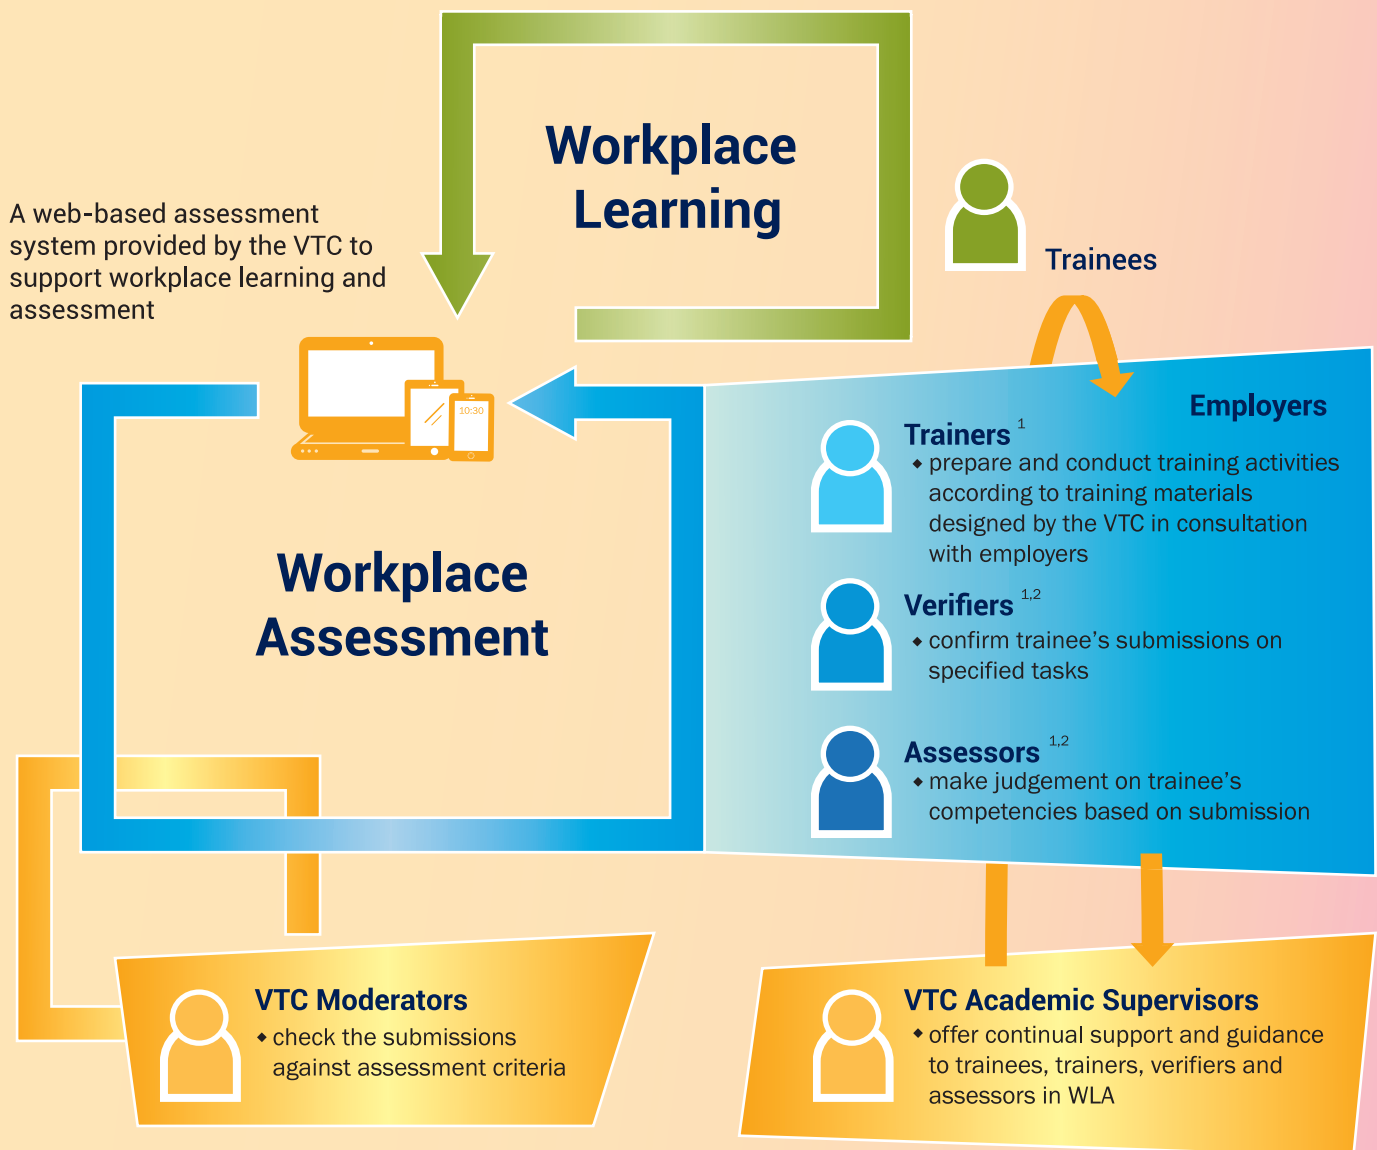 Workplace
Learning
A web-based assessment
system provided by the VTC to
support workplace learning and
assessment
Trainees
10:30
Employers
Trainers 1
◆ prepare and conduct training activities
according to training materials
designed by the VTC in consultation
with employers
Workplace
Assessment
Verifiers 1,2
◆ confirm trainee's submissions on
specified tasks
Assessors 1,2
◆ make judgement on trainee's
competencies based on submission
VTC Moderators
◆ check the submissions
against assessment criteria
VTC Academic Supervisors
◆ offer continual support and guidance
to trainees, trainers, verifiers and
assessors in WLA